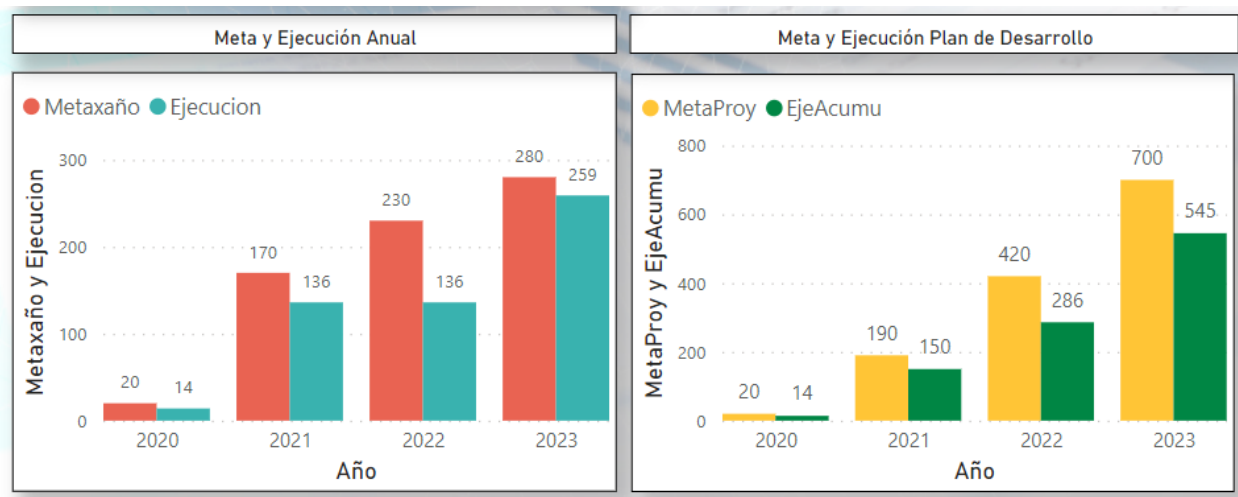 Meta y Ejecución Anual
Metaxaño Ejecucion
Metaxaño y Ejecucion
300
200
100
0
20
14
170
136
230
136
280
259
2020 2021 2022 2023
Año
Meta y Ejecución Plan de Desarrollo
MetaProy EjeAcumu
MetaProy y EjeAcumu
800
600
400
200
0
20
14
190
150
420
286
700
545
2020 2021 2022 2023
Año